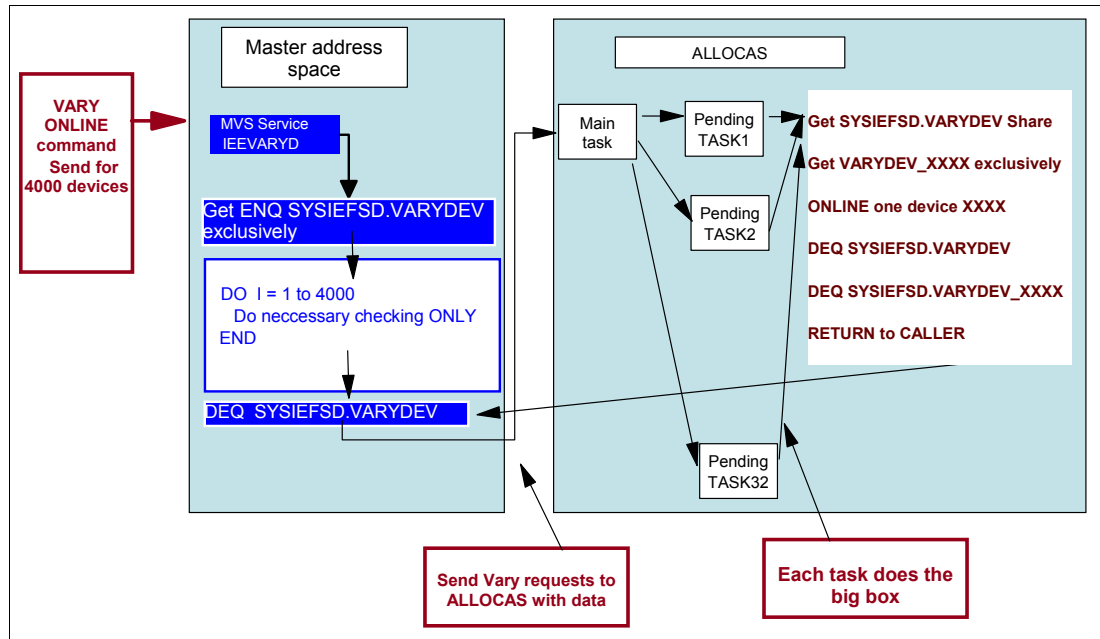 VARY
ONLINE
command
Send for
4000 devices
Master address
space
MVS Service
IEEVARYD
Get ENQ SYSIEFSD.VARYDEV
exclusively
DO I = 1 to 4000
Do neccessary checking ONLY
END
DEQ SYSIEFSD.VARYDEV
ALLOCAS
Main
task
Pending
TASK1
Pending
TASK2
Pending
TASK32
Get SYSIEFSD.VARYDEV Share
Get VARYDEV_XXXX exclusively
ONLINE one device XXXX
DEQ SYSIEFSD.VARYDEV
DEQ SYSIEFSD.VARYDEV_XXXX
RETURN to CALLER
Send Vary requests to
ALLOCAS with data
Each task does the
big box